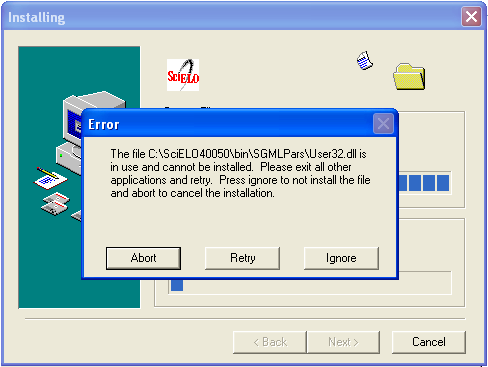 Installing
SciELO
Error
The file C:\SciELO40050\bin\SGMLPars\User32.dll is
in use and cannot be installed. Please exit all other
applications and retry. Press ignore to not install the file
and abort to cancel the installation.
Abort
Retry
Ignore
< Back
Next >
Cancel